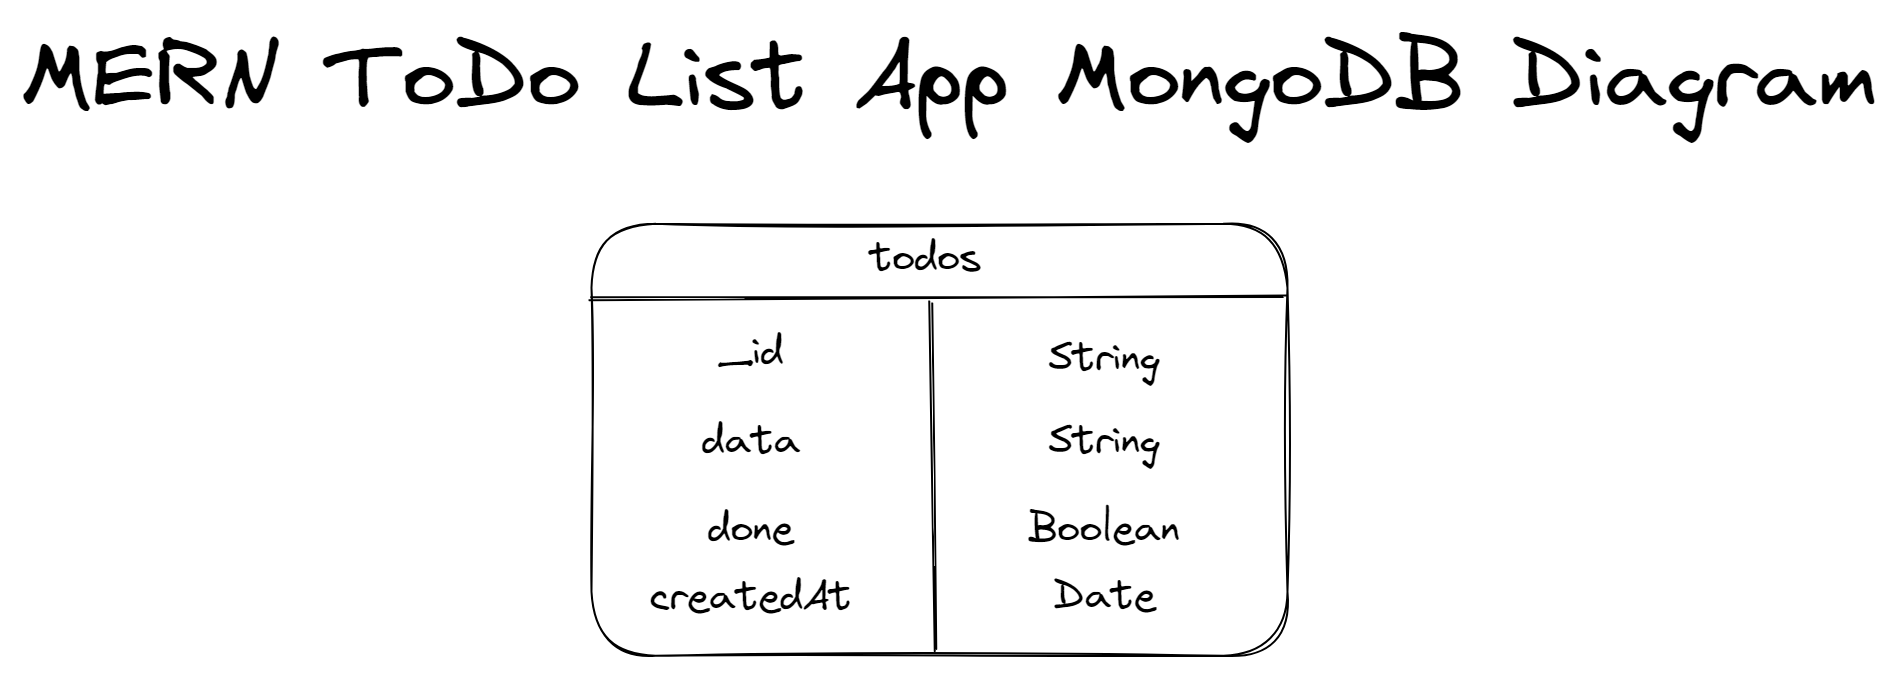 MERN ToDo List App MongoDB Diagram
todos
_id String
data String
done Boolean
createdAt Date